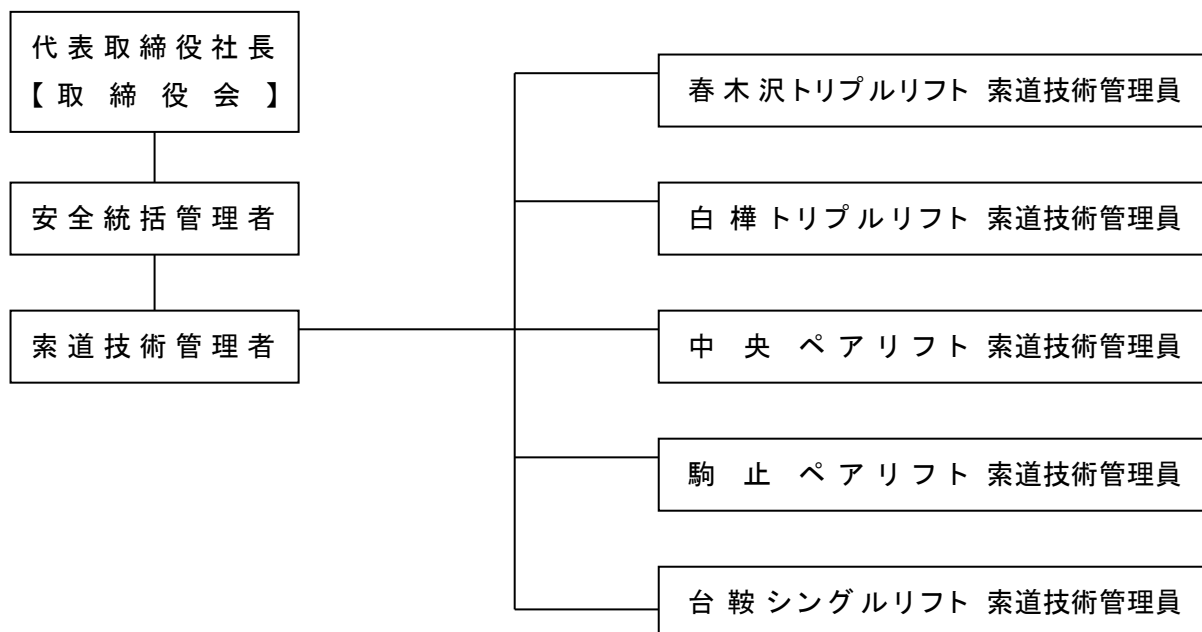 代表取締役社長
【取締役会】
安全統括管理者
索道技術管理者
春木沢トリプルリフト 索道技術管理員
白樺トリプルリフト 索道技術管理員
中央ペアリフト 索道技術管理員
駒止ペアリフト 索道技術管理員
台鞍シングルリフト 索道技術管理員